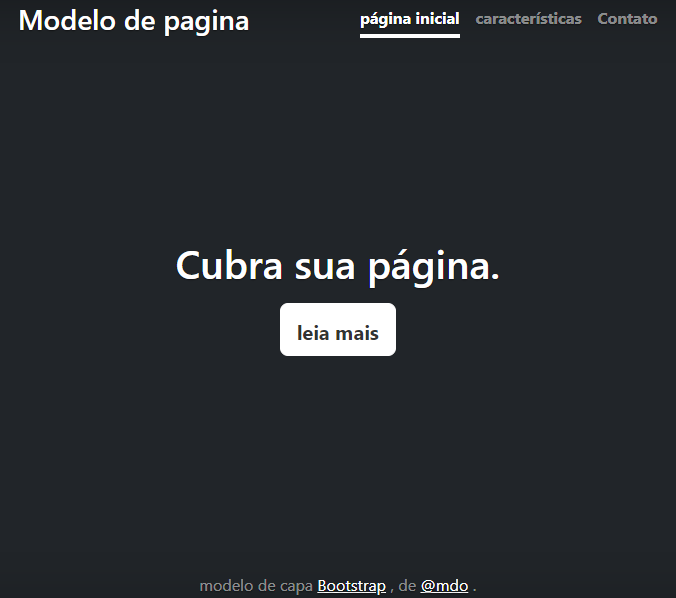 Modelo de pagina
página inicial características Contato
Cubra sua página.
leia mais
modelo de capa Bootstrap , de @mdo .